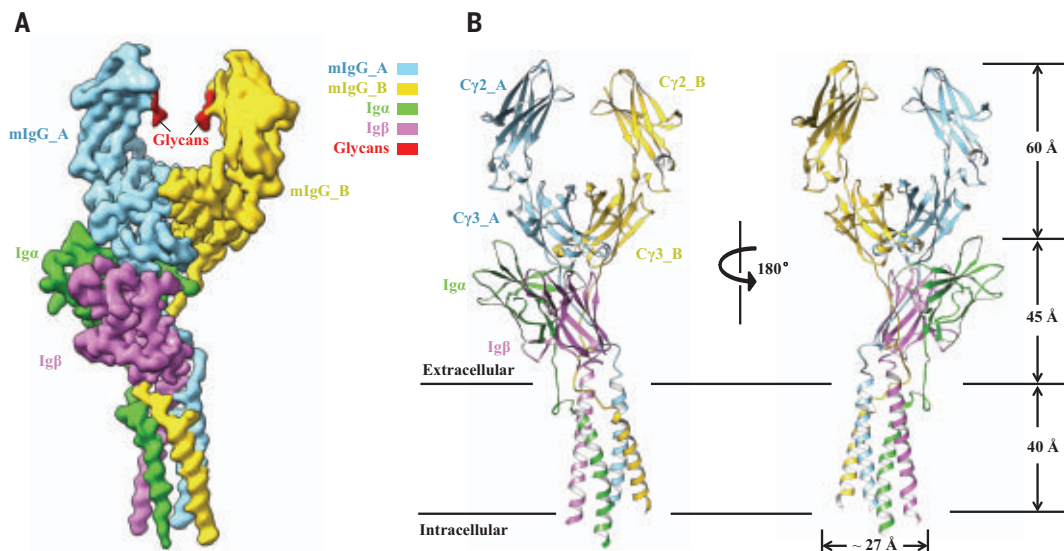 A
mIgG_A
mIgG_B
Igα
Igβ
Glycans
mIgG_A
Glycans
mIgG_B
Igα
Igβ
B
Cγ2_A
Cγ2_B
Cγ3_A
Cγ3_B
Igα
Igβ
180°
Extracellular
Intracellular
60 Å
45 Å
40 Å
~ 27 Å